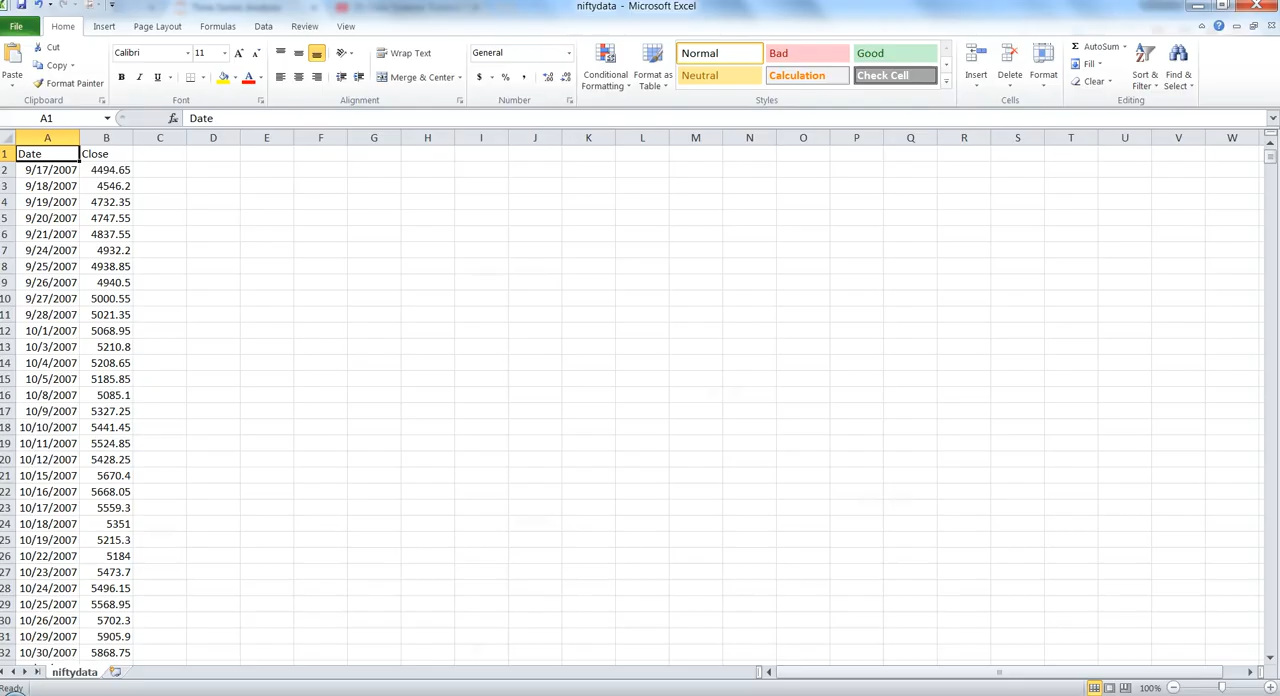 niftydata - Microsoft Excel
File Home Insert Page Layout Formulas Data Review View
Paste
Cut
Copy
Format Painter
Clipboard
Calibri 11
B I U
Font
Wrap Text
Merge & Center
Alignment
General
$ % ,
Number
Conditional Formatting
Format as Table
Normal Bad Good
Neutral Calculation Check Cell
Styles
Insert Delete Format
Cells
Σ AutoSum
Fill
Clear
Sort & Filter
Find & Select
Editing
A1 fx Date
A B C D E F G H I J K L M N O P Q R S T U V W
1 Date Close
2 9/17/2007 4494.65
3 9/18/2007 4546.2
4 9/19/2007 4732.35
5 9/20/2007 4747.55
6 9/21/2007 4837.55
7 9/24/2007 4932.2
8 9/25/2007 4938.85
9 9/26/2007 4940.5
10 9/27/2007 5000.55
11 9/28/2007 5021.35
12 10/1/2007 5068.95
13 10/3/2007 5210.8
14 10/4/2007 5208.65
15 10/5/2007 5185.85
16 10/8/2007 5085.1
17 10/9/2007 5327.25
18 10/10/2007 5441.45
19 10/11/2007 5524.85
20 10/12/2007 5428.25
21 10/15/2007 5670.4
22 10/16/2007 5668.05
23 10/17/2007 5559.3
24 10/18/2007 5351
25 10/19/2007 5215.3
26 10/22/2007 5184
27 10/23/2007 5473.7
28 10/24/2007 5496.15
29 10/25/2007 5568.95
30 10/26/2007 5702.3
31 10/29/2007 5905.9
32 10/30/2007 5868.75
niftydata
Ready 100%